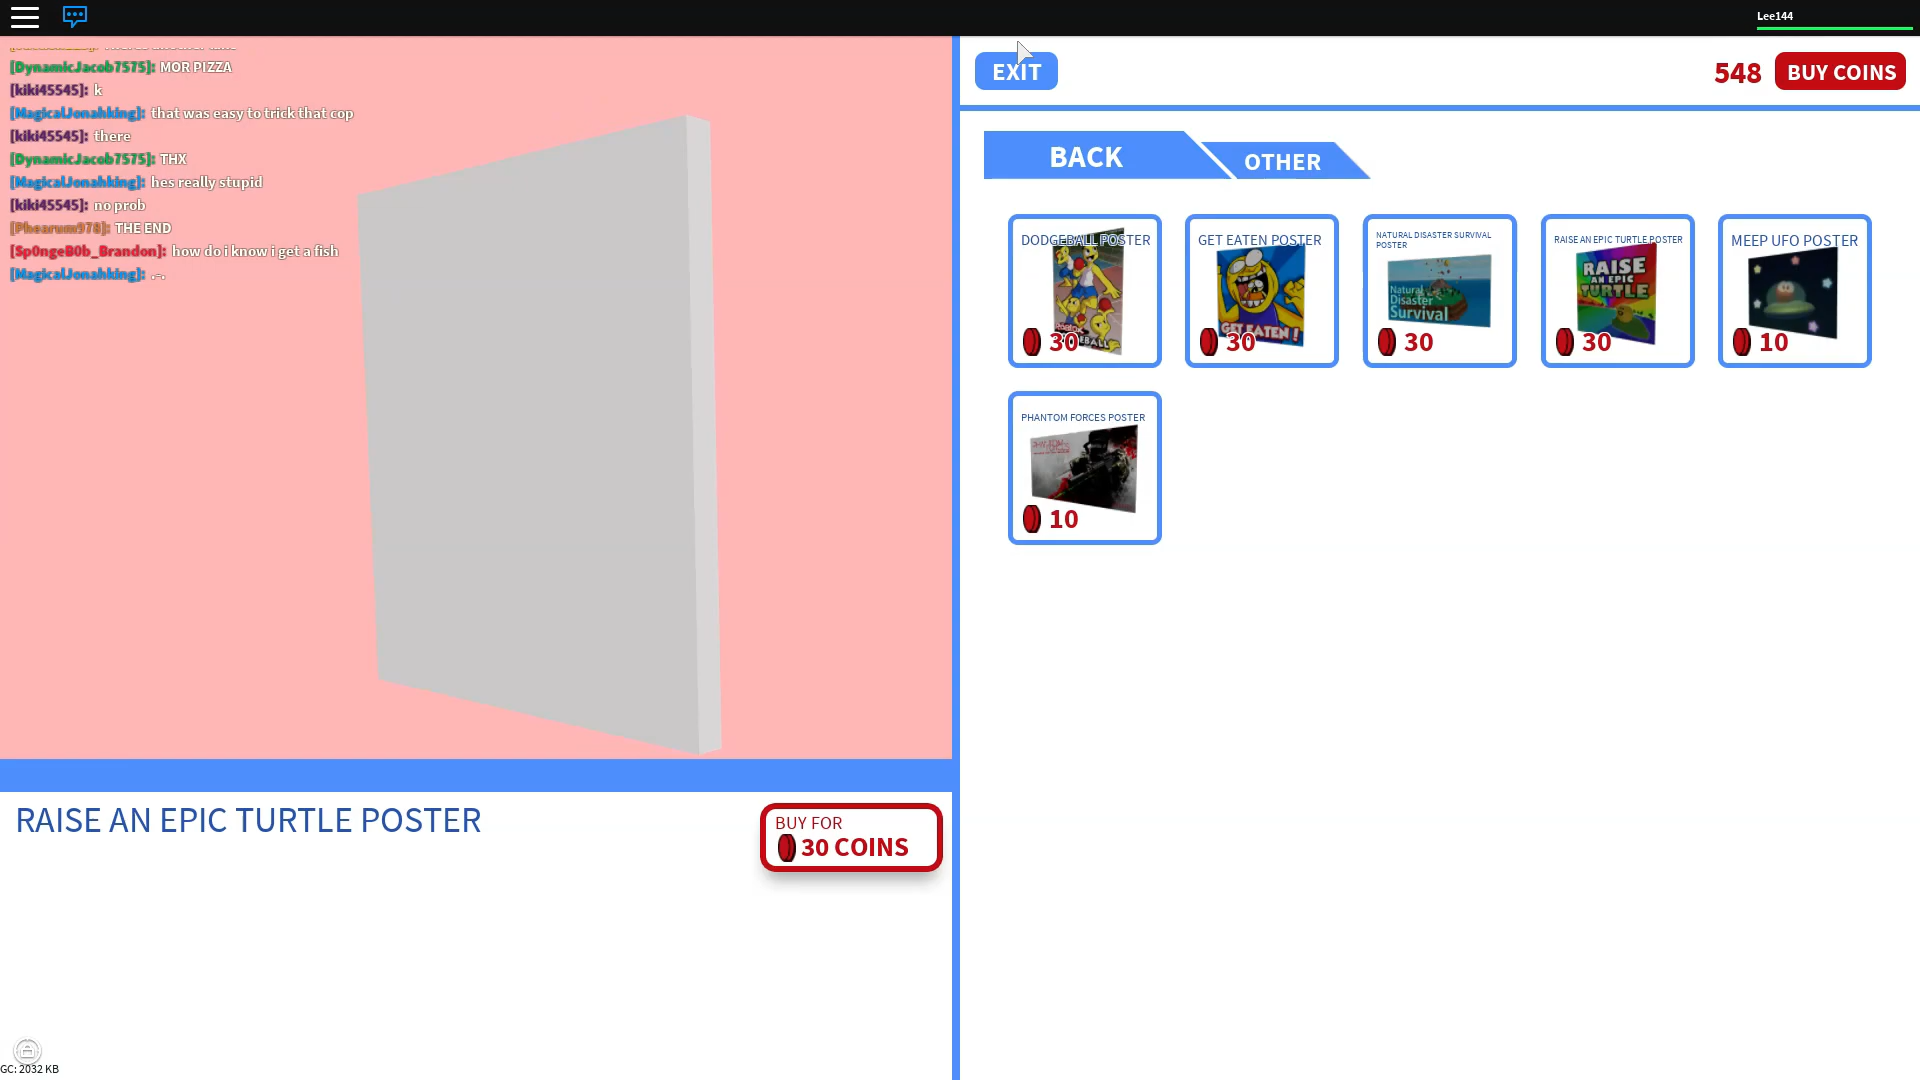 Lee144
[DynamicJacob7575]: MOR PIZZA
[kiki45545]: k
[MagicalJonahking]: that was easy to trick that cop
[kiki45545]: there
[DynamicJacob7575]: THX
[MagicalJonahking]: hes really stupid
[kiki45545]: no prob
[Phearum978]: THE END
[Sp0ngeB0b_Brandon]: how do i know i get a fish
[MagicalJonahking]: .-.
EXIT
548
BUY COINS
BACK
OTHER
DODGEBALL POSTER
30
GET EATEN POSTER
GET EATEN !
30
NATURAL DISASTER SURVIVAL
POSTER
Natural
Disaster
Survival
30
RAISE AN EPIC TURTLE POSTER
RAISE
AN EPIC
TURTLE
30
MEEP UFO POSTER
10
PHANTOM FORCES POSTER
10
RAISE AN EPIC TURTLE POSTER
BUY FOR
30 COINS
GC: 2032 KB